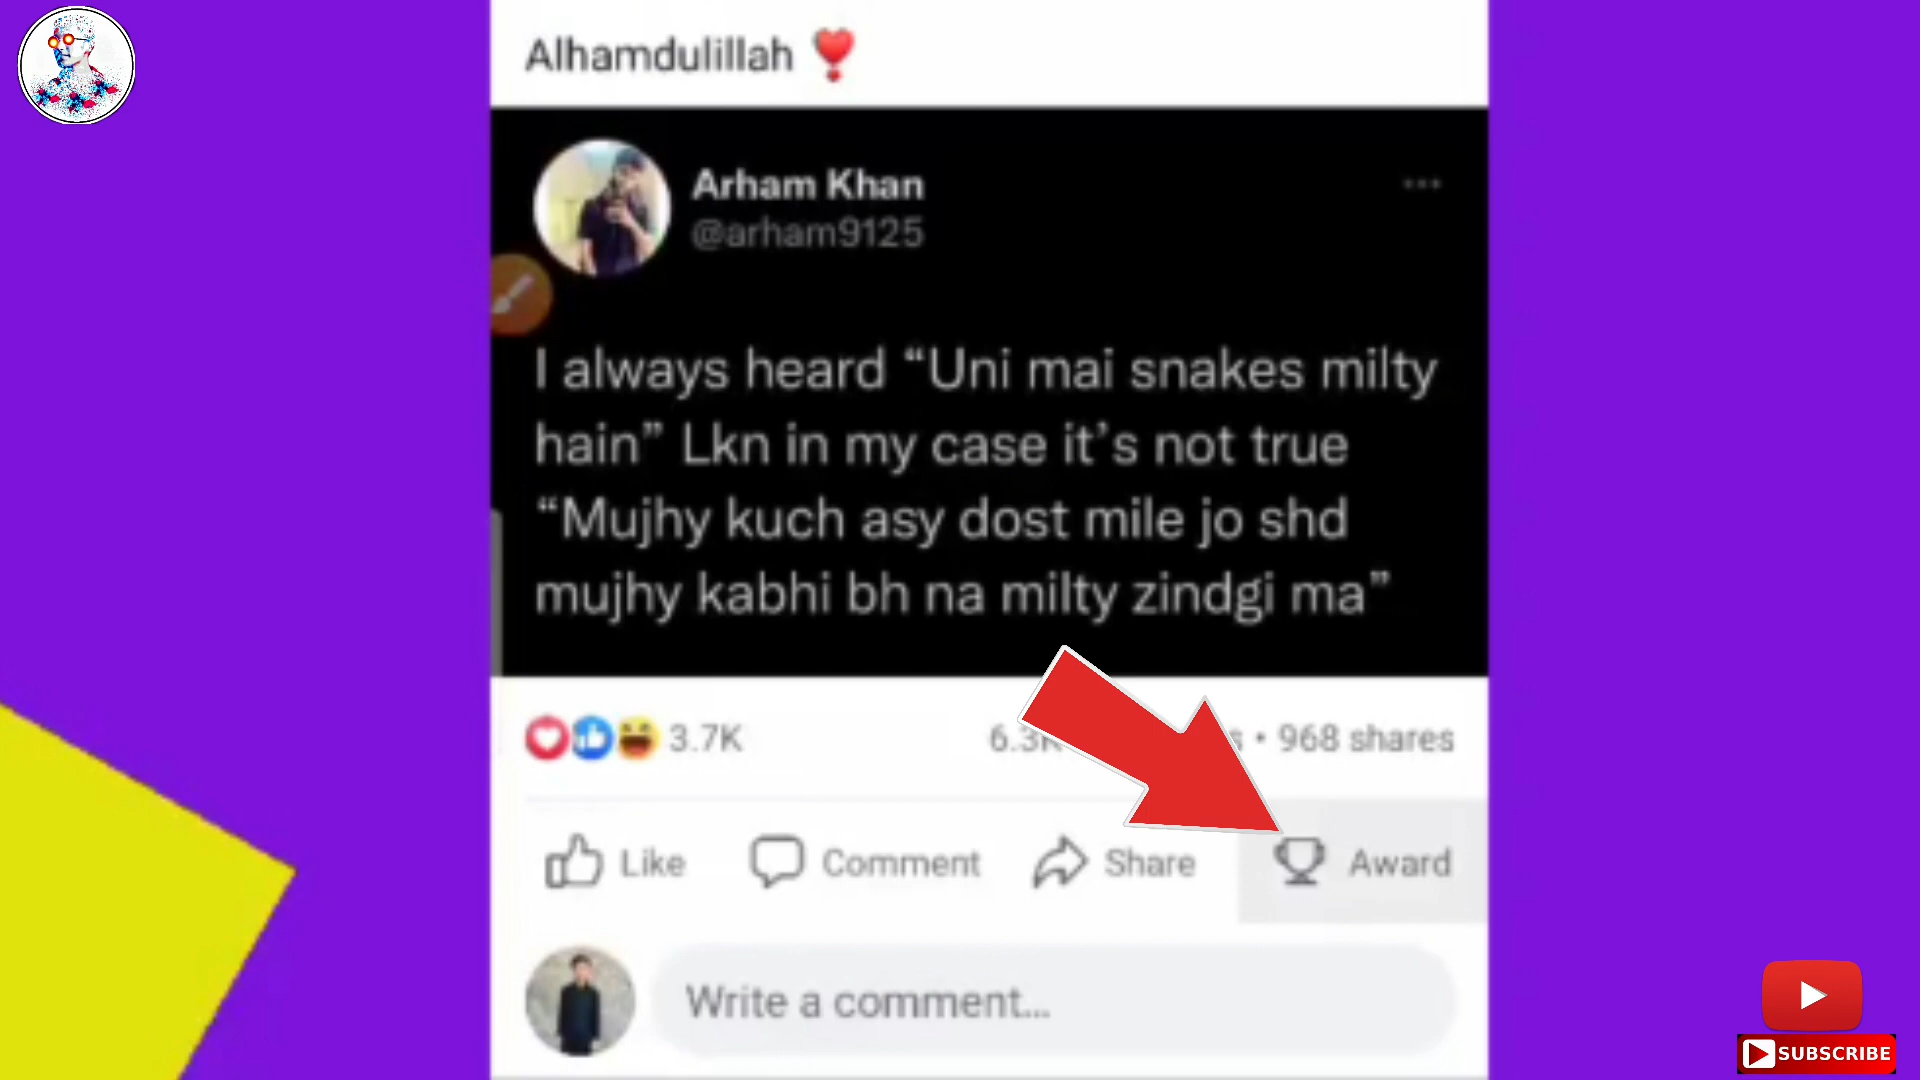 Alhamdulillah
Arham Khan
@arham9125
I always heard “Uni mai snakes milty
hain” Lkn in my case it’s not true
“Mujhy kuch asy dost mile jo shd
mujhy kabhi bh na milty zindgi ma”
3.7K
• 968 shares
Like
Comment
Share
Award
Write a comment...
SUBSCRIBE